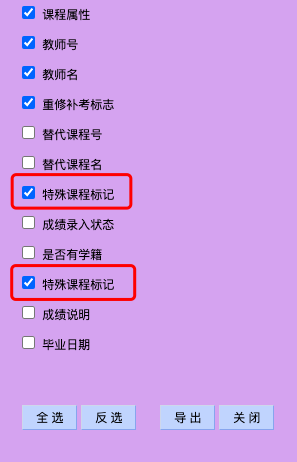 课程属性
教师号
教师名
重修补考标志
替代课程号
替代课程名
特殊课程标记
成绩录入状态
是否有学籍
特殊课程标记
成绩说明
毕业日期
全 选 反 选 导 出 关 闭